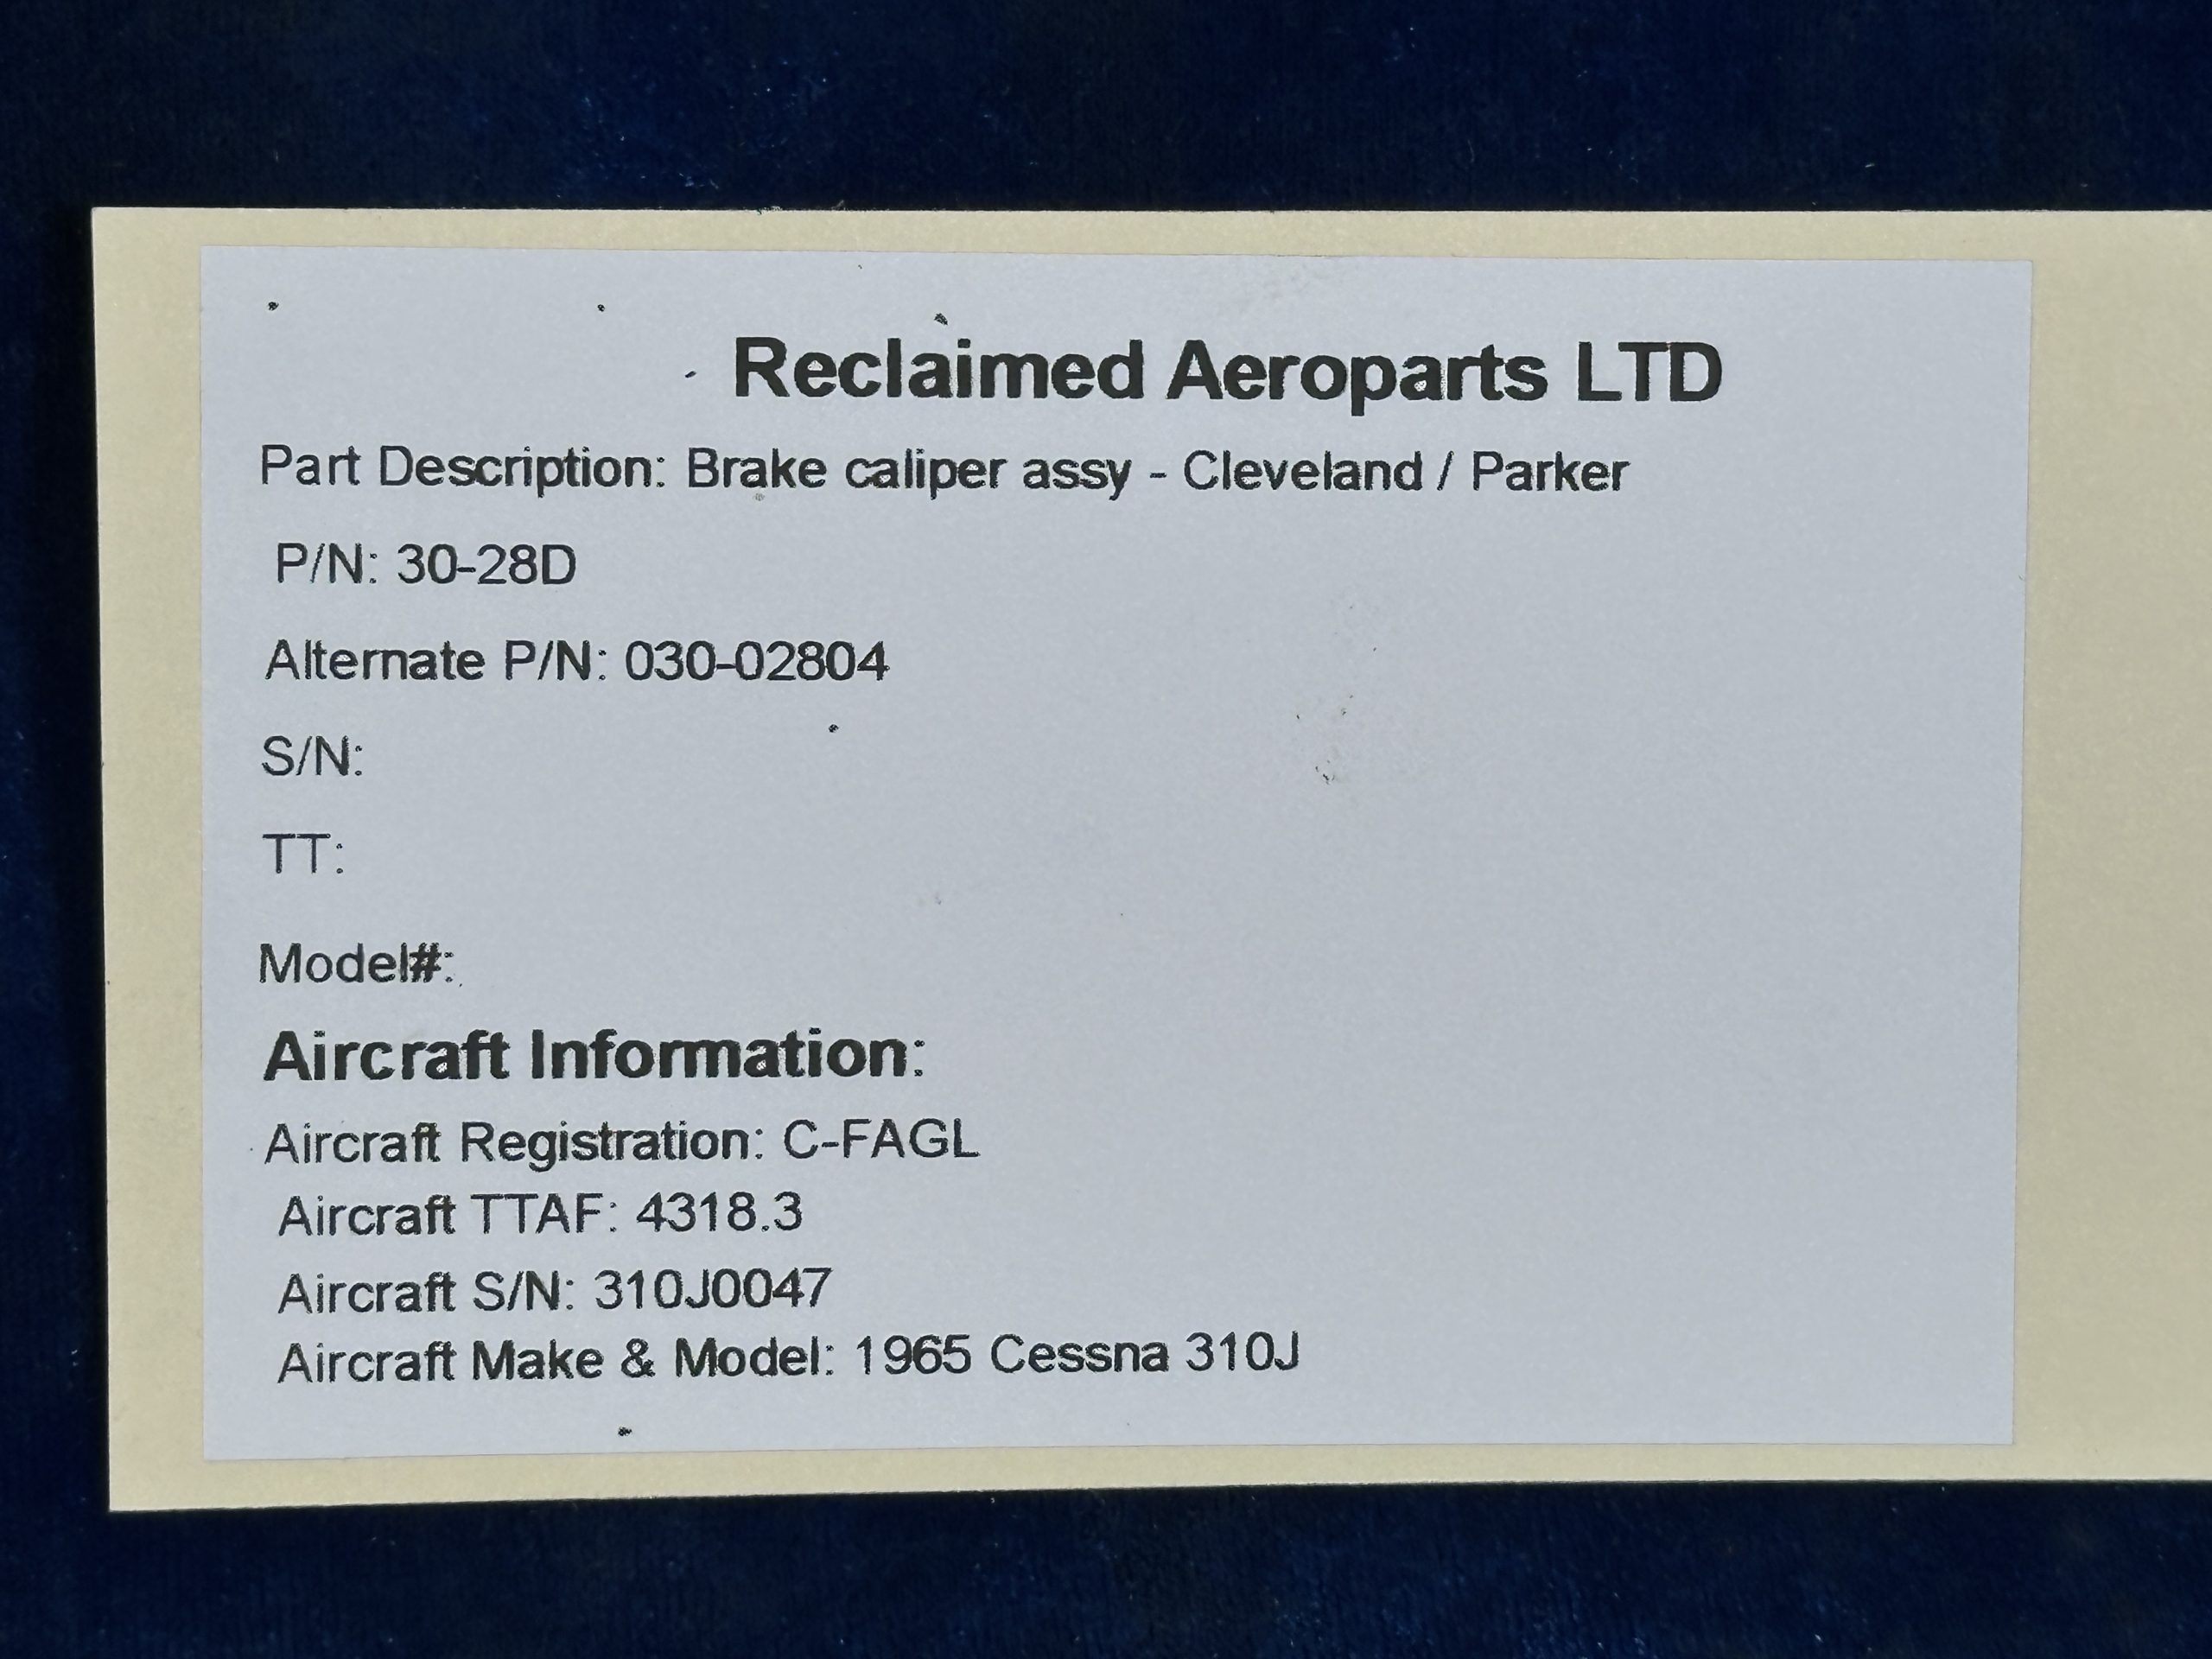 Reclaimed Aeroparts LTD
Part Description: Brake caliper assy - Cleveland / Parker
P/N: 30-28D
Alternate P/N: 030-02804
S/N:
TT:
Model#:
Aircraft Information:
Aircraft Registration: C-FAGL
Aircraft TTAF: 4318.3
Aircraft S/N: 310J0047
Aircraft Make & Model: 1965 Cessna 310J